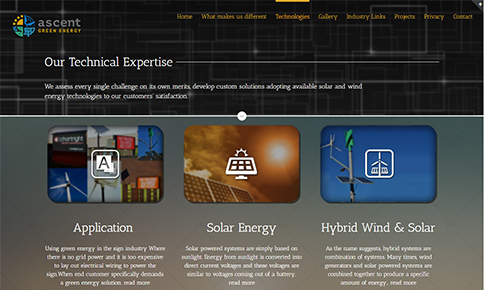 ascent
GREEN ENERGY
Home What makes us different Technologies Gallery Industry Links Projects Privacy Contact
Our Technical Expertise
We assess every single challenge on its own merits, develop custom solutions adopting available solar and wind
energy technologies to our customers' satisfaction.
A
Application
Using green energy in the sign industry Where
there is no grid power and it is too expensive
to lay out electrical wiring to power the
sign.When end customer specifically demands
a green energy solution. read more
Solar Energy
Solar powered systems are simply based on
sunlight. Energy from sunlight is converted into
direct current voltages and these voltages are
similar to voltages coming out of a battery...
read more
Hybrid Wind & Solar
As the name suggests, hybrid systems are
combination of systems. Many times, wind
generators and solar powered systems are
combined together to produce a specific
amount of energy... read more